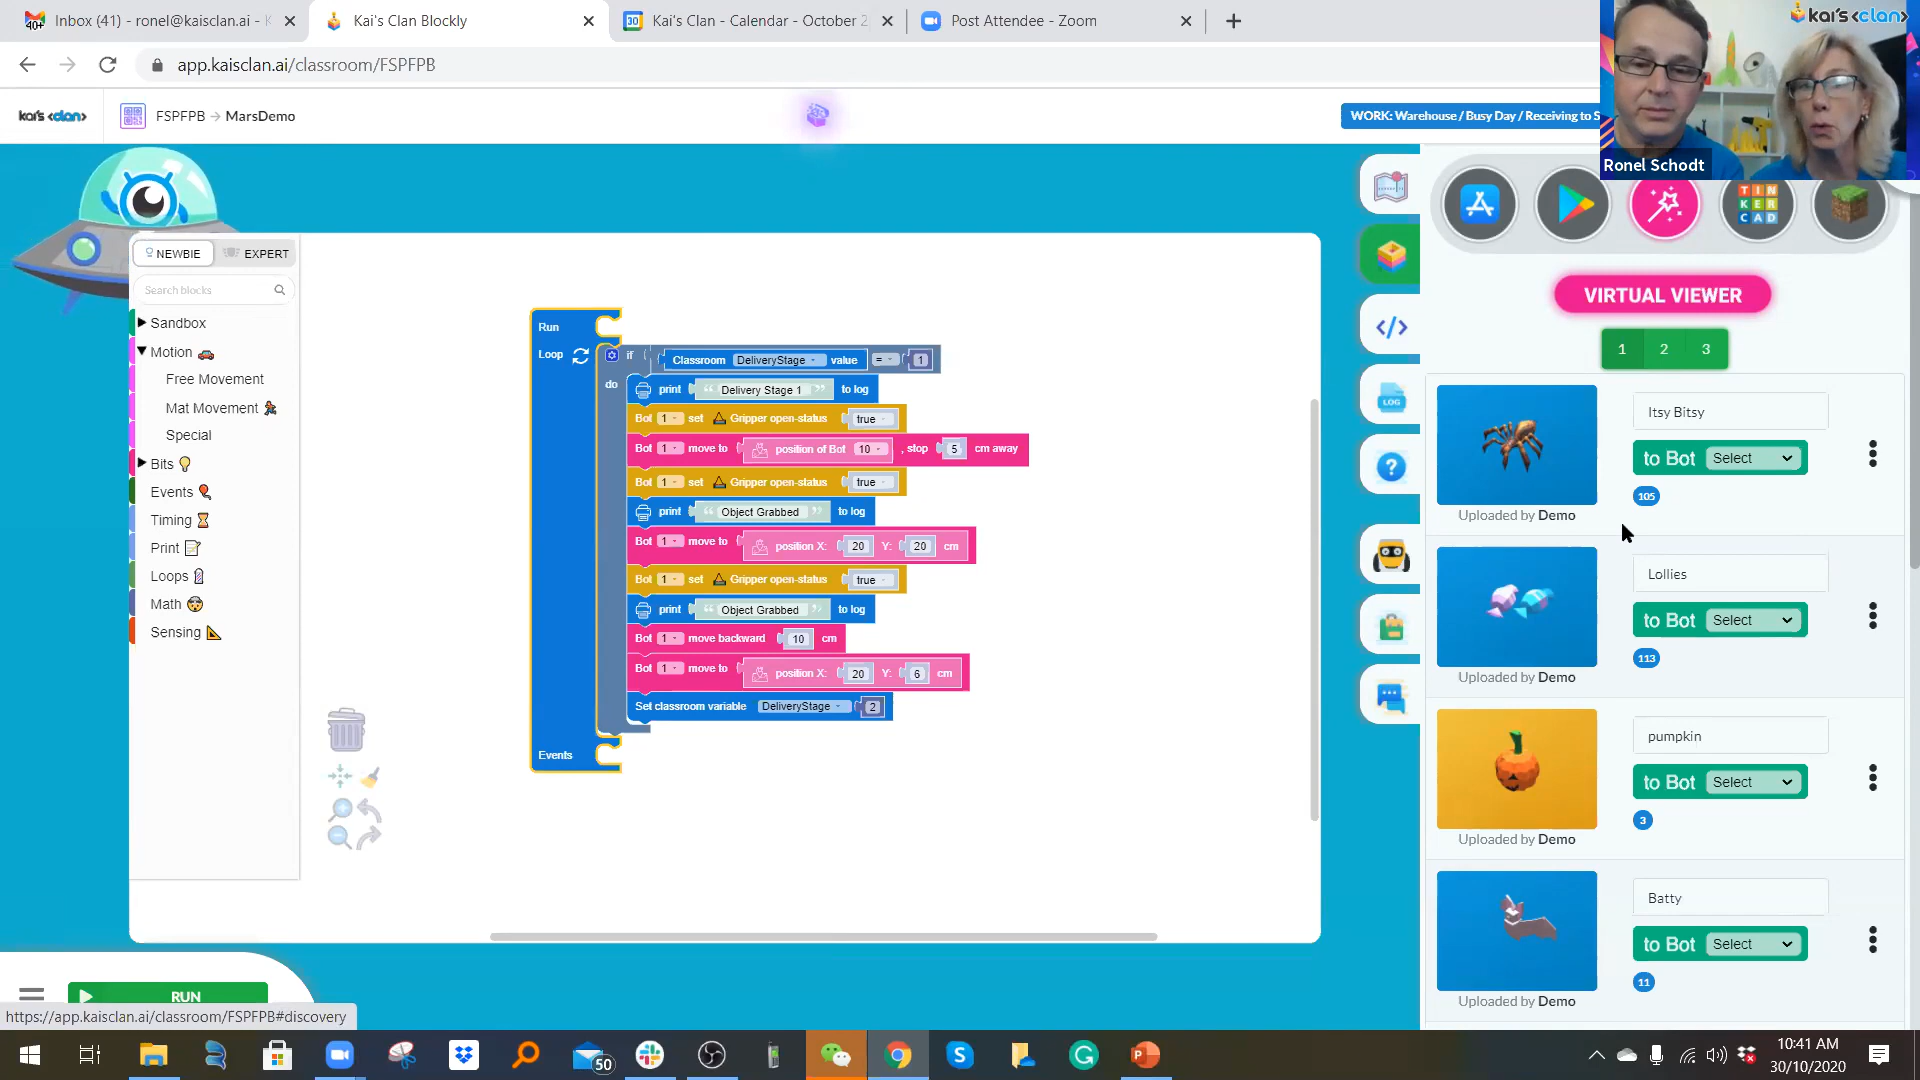 40+ Inbox (41) - ronel@kaisclan.ai - K
Kai's Clan Blockly
30 Kai's Clan - Calendar - October 2
Post Attendee - Zoom
kai's <clan>
app.kaisclan.ai/classroom/FSPFPB
kai's <clan>
FSPFPB → MarsDemo
WORK: Warehouse / Busy Day / Receiving to S
Ronel Schodt
TINKERCAD
NEWBIE
EXPERT
Search blocks
Sandbox
Motion
Free Movement
Mat Movement
Special
Bits
Events
Timing
Print
Loops
Math
Sensing
Run
Loop
if Classroom DeliveryStage value = 1
do print “ Delivery Stage 1 ” to log
Bot 1 set Gripper open-status true
Bot 1 move to position of Bot 10 , stop 5 cm away
Bot 1 set Gripper open-status true
print “ Object Grabbed ” to log
Bot 1 move to position X: 20 Y: 20 cm
Bot 1 set Gripper open-status true
print “ Object Grabbed ” to log
Bot 1 move backward 10 cm
Bot 1 move to position X: 20 Y: 6 cm
Set classroom variable DeliveryStage 2
Events
LOG
VIRTUAL VIEWER
1 2 3
Itsy Bitsy
to Bot Select
105
Uploaded by Demo
Lollies
to Bot Select
113
Uploaded by Demo
pumpkin
to Bot Select
3
Uploaded by Demo
Batty
to Bot Select
11
Uploaded by Demo
RUN
https://app.kaisclan.ai/classroom/FSPFPB#discovery
50
10:41 AM
30/10/2020